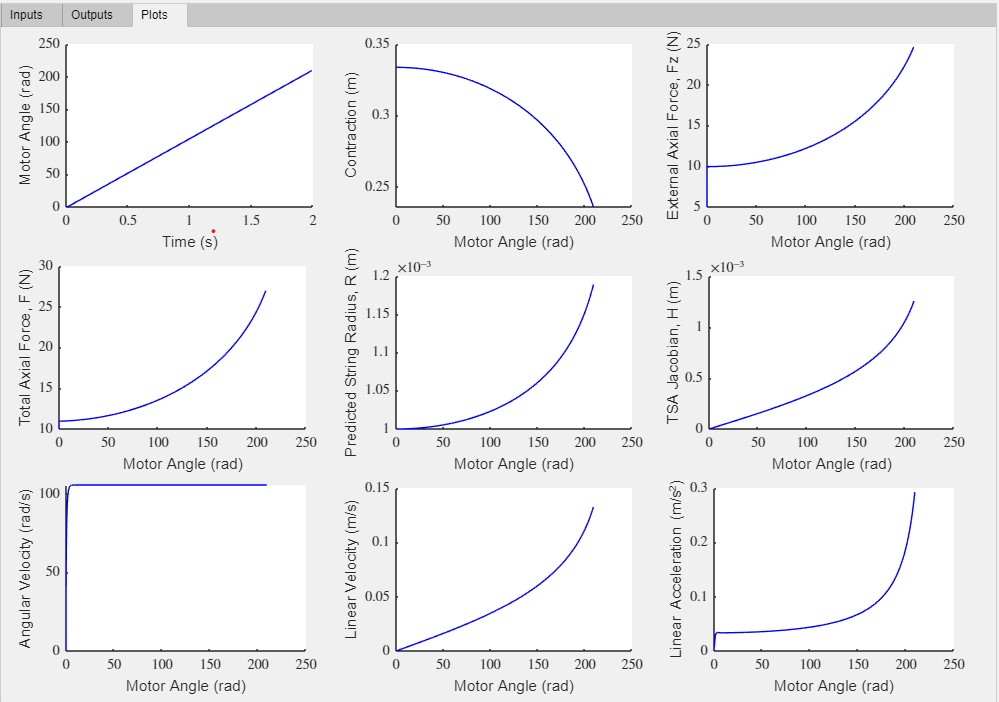 Inputs Outputs Plots
Motor Angle (rad)
250
200
150
100
50
0
0 0.5 1 1.5 2
Time (s)
Contraction (m)
0.35
0.3
0.25
0 50 100 150 200 250
Motor Angle (rad)
External Axial Force, Fz (N)
25
20
15
10
5
0 50 100 150 200 250
Motor Angle (rad)
Total Axial Force, F (N)
30
25
20
15
10
0 50 100 150 200 250
Motor Angle (rad)
Predicted String Radius, R (m)
×10⁻³
1.2
1.15
1.1
1.05
1
0 50 100 150 200 250
Motor Angle (rad)
TSA Jacobian, H (m)
×10⁻³
1.5
1
0.5
0
0 50 100 150 200 250
Motor Angle (rad)
Angular Velocity (rad/s)
100
50
0
0 50 100 150 200 250
Motor Angle (rad)
Linear Velocity (m/s)
0.15
0.1
0.05
0
0 50 100 150 200 250
Motor Angle (rad)
Linear Acceleration (m/s²)
0.3
0.2
0.1
0
0 50 100 150 200 250
Motor Angle (rad)